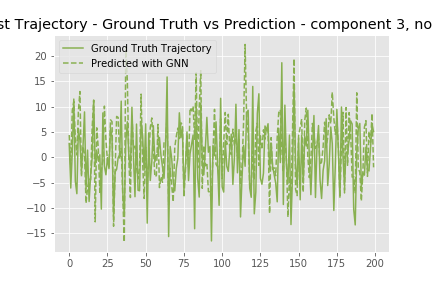 st Trajectory - Ground Truth vs Prediction - component 3, no
Ground Truth Trajectory
Predicted with GNN
20
15
10
5
0
−5
−10
−15
0 25 50 75 100 125 150 175 200